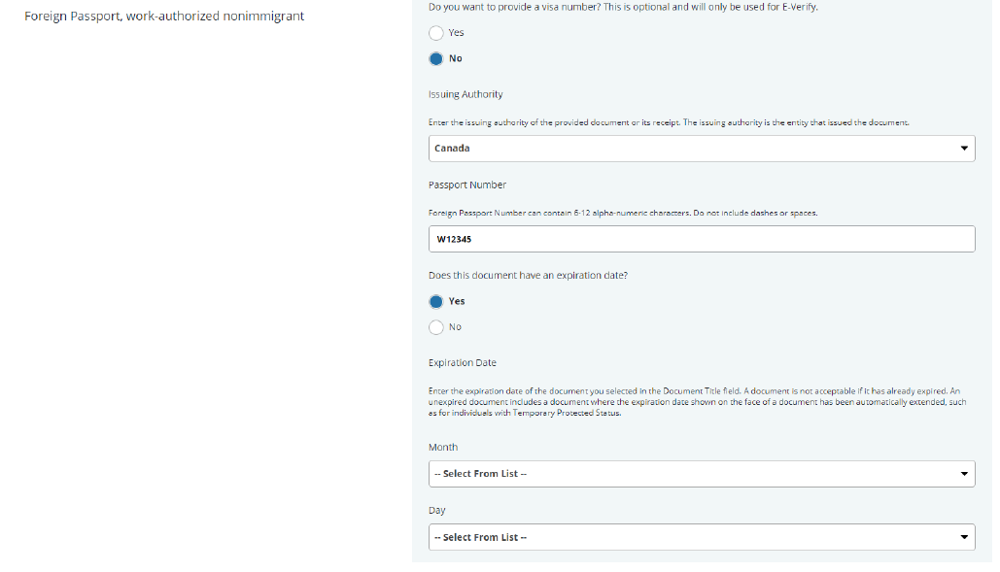 Foreign Passport, work-authorized nonimmigrant
Do you want to provide a visa number? This is optional and will only be used for E-Verify.
Yes
No
Issuing Authority
Enter the issuing authority of the provided document or its receipt. The issuing authority is the entity that issued the document.
Canada
Passport Number
Foreign Passport Number can contain 6-12 alpha-numeric characters. Do not include dashes or spaces.
W12345
Does this document have an expiration date?
Yes
No
Expiration Date
Enter the expiration date of the document you selected in the Document Title field. A document is not acceptable if it has already expired. An
unexpired document includes a document where the expiration date shown on the face of a document has been automatically extended, such
as for individuals with Temporary Protected Status.
Month
-- Select From List --
Day
-- Select From List --